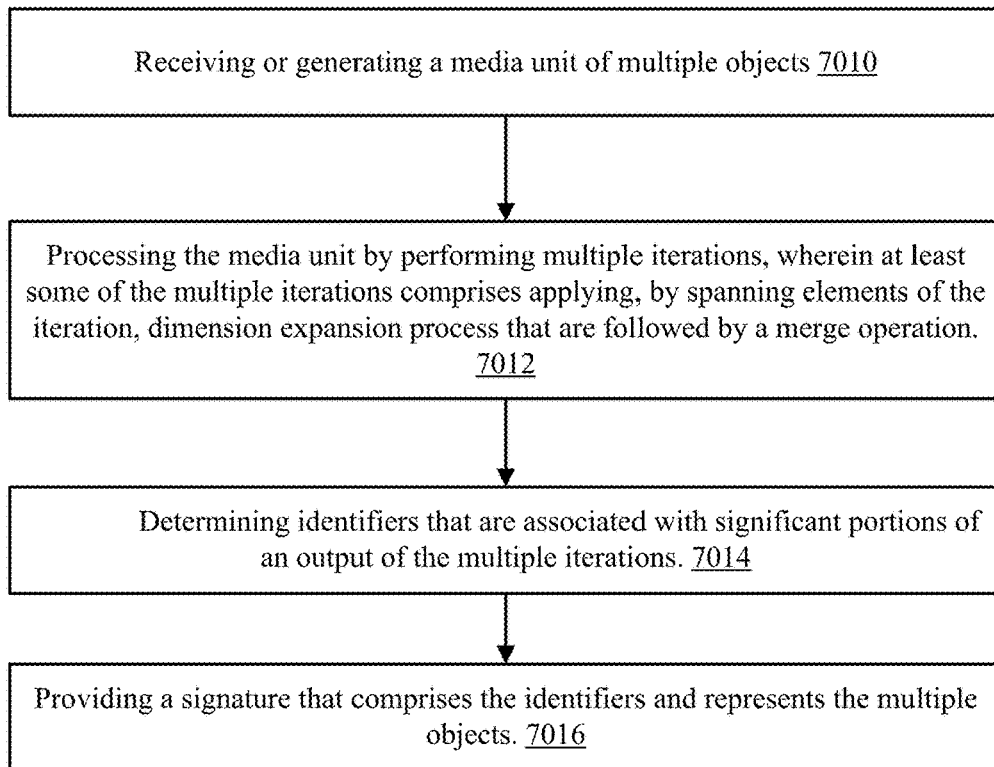 Receiving or generating a media unit of multiple objects 7010
Processing the media unit by performing multiple iterations, wherein at least
some of the multiple iterations comprises applying, by spanning elements of the
iteration, dimension expansion process that are followed by a merge operation.
7012
Determining identifiers that are associated with significant portions of
an output of the multiple iterations. 7014
Providing a signature that comprises the identifiers and represents the multiple
objects. 7016